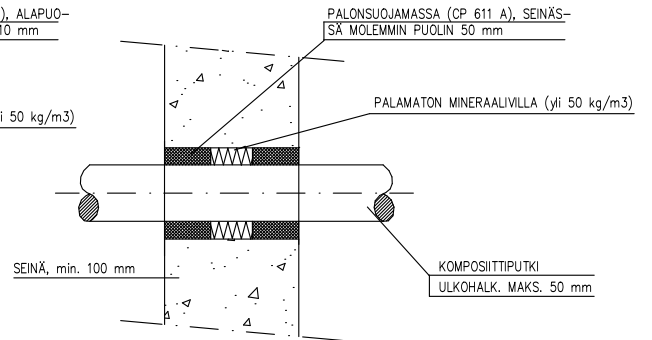 ), ALAPUO-
10 mm
i 50 kg/m3)
PALONSUOJAMASSA (CP 611 A), SEINÄS-
SÄ MOLEMMIN PUOLIN 50 mm
PALAMATON MINERAALIVILLA (yli 50 kg/m3)
SEINÄ, min. 100 mm
KOMPOSIITTIPUTKI
ULKOHALK. MAKS. 50 mm